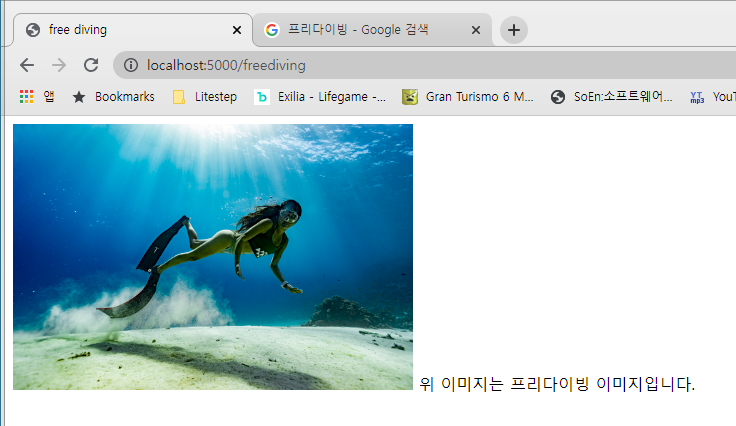 free diving
프리다이빙 - Google 검색
localhost:5000/freediving
앱 Bookmarks Litestep Exilia - Lifegame -... Gran Turismo 6 M... SoEn:소프트웨어... YT mp3 YouT
위 이미지는 프리다이빙 이미지입니다.